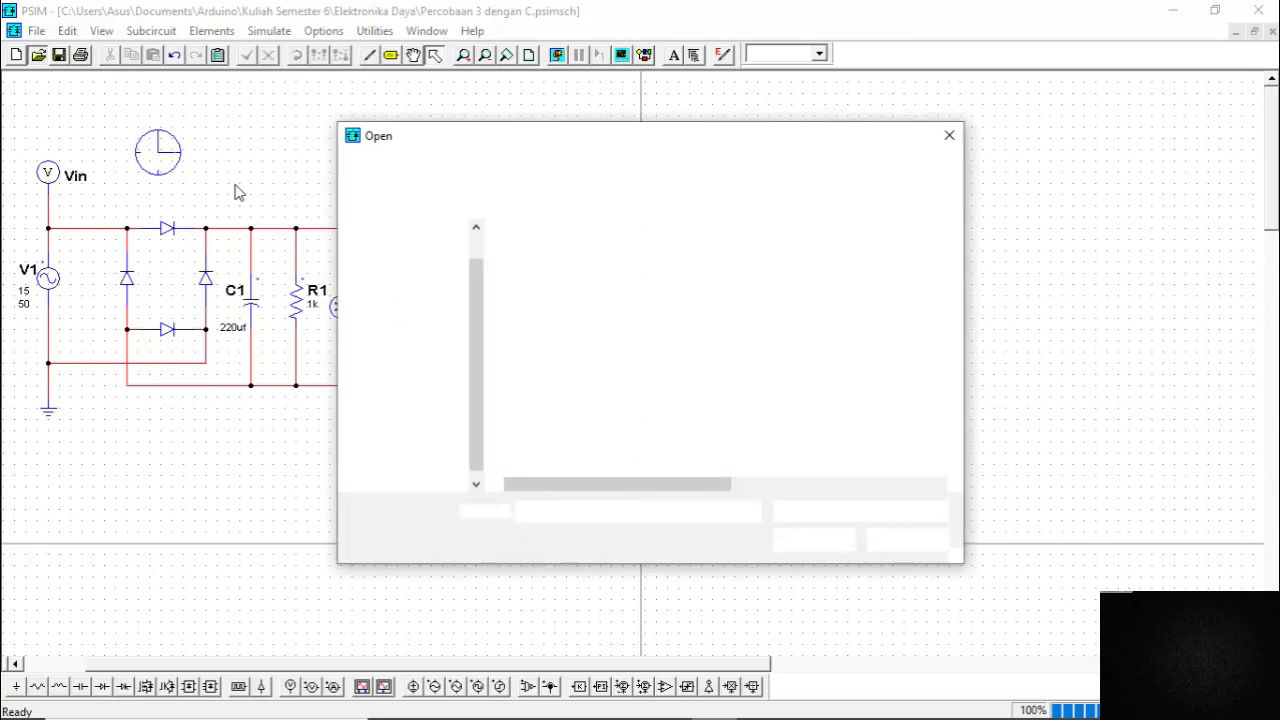 PSIM - [C:\Users\Asus\Documents\Arduino\Kuliah Semester 6\Elektronika Daya\Percobaan 3 dengan C.psimsch]
File Edit View Subcircuit Elements Simulate Options Utilities Window Help
Open
V Vin
V1
15
50
C1
220uf
R1
1k
Ready
100%